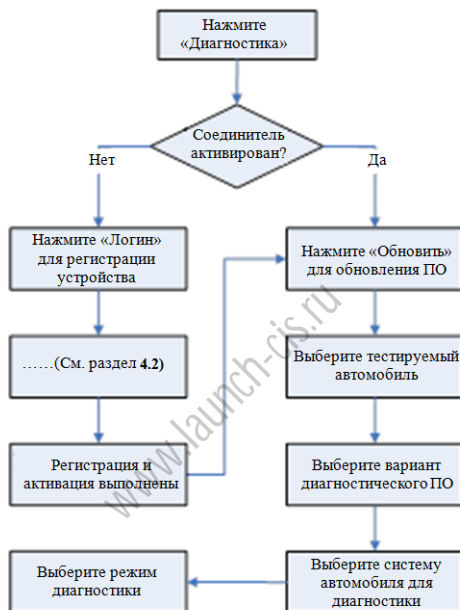 Нажмите
«Диагностика»
Соединитель
активирован?
Нет
Да
Нажмите «Логин»
для регистрации
устройства
Нажмите «Обновить»
для обновления ПО
……(См. раздел 4.2)
Выберите тестируемый
автомобиль
Регистрация и
активация выполнены
Выберите вариант
диагностического ПО
Выберите режим
диагностики
Выберите систему
автомобиля для
диагностики
www.launch-cis.ru